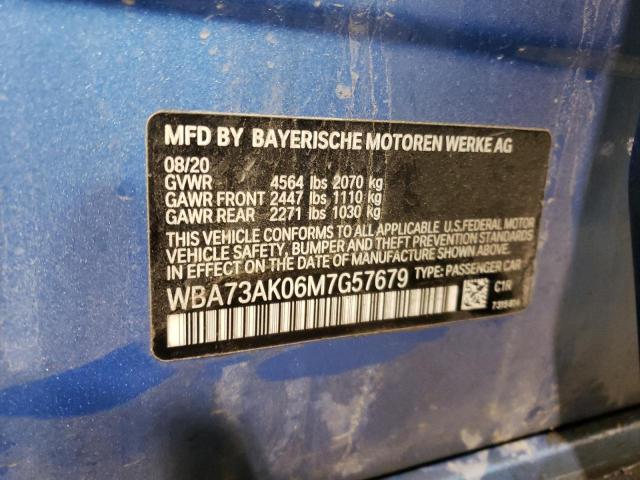 MFD BY BAYERISCHE MOTOREN WERKE AG
08/20
GVWR 4564 lbs 2070 kg
GAWR FRONT 2447 lbs 1110 kg
GAWR REAR 2271 lbs 1030 kg
THIS VEHICLE CONFORMS TO ALL APPLICABLE U.S.FEDERAL MOTOR
VEHICLE SAFETY, BUMPER AND THEFT PREVENTION STANDARDS
IN EFFECT ON THE DATE OF MANUFACTURE SHOWN ABOVE.
WBA73AK06M7G57679 TYPE: PASSENGER CAR
C1R